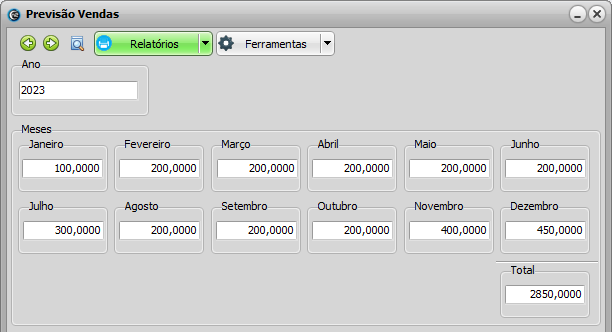 Previsão Vendas
Relatórios Ferramentas
Ano
2023
Meses
Janeiro Fevereiro Março Abril Maio Junho
100,0000 200,0000 200,0000 200,0000 200,0000 200,0000
Julho Agosto Setembro Outubro Novembro Dezembro
300,0000 200,0000 200,0000 200,0000 400,0000 450,0000
Total
2850,0000